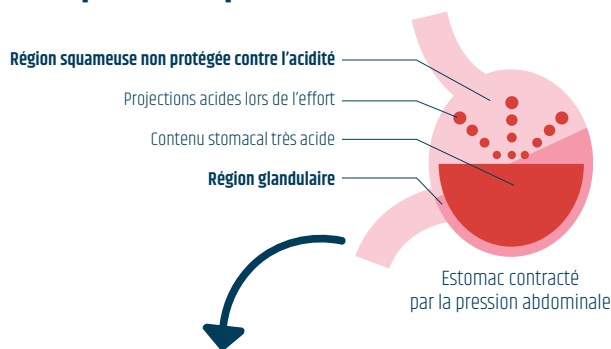 Région squameuse non protégée contre l'acidité
Projections acides lors de l'effort
Contenu stomacal très acide
Région glandulaire
Estomac contracté
par la pression abdominale